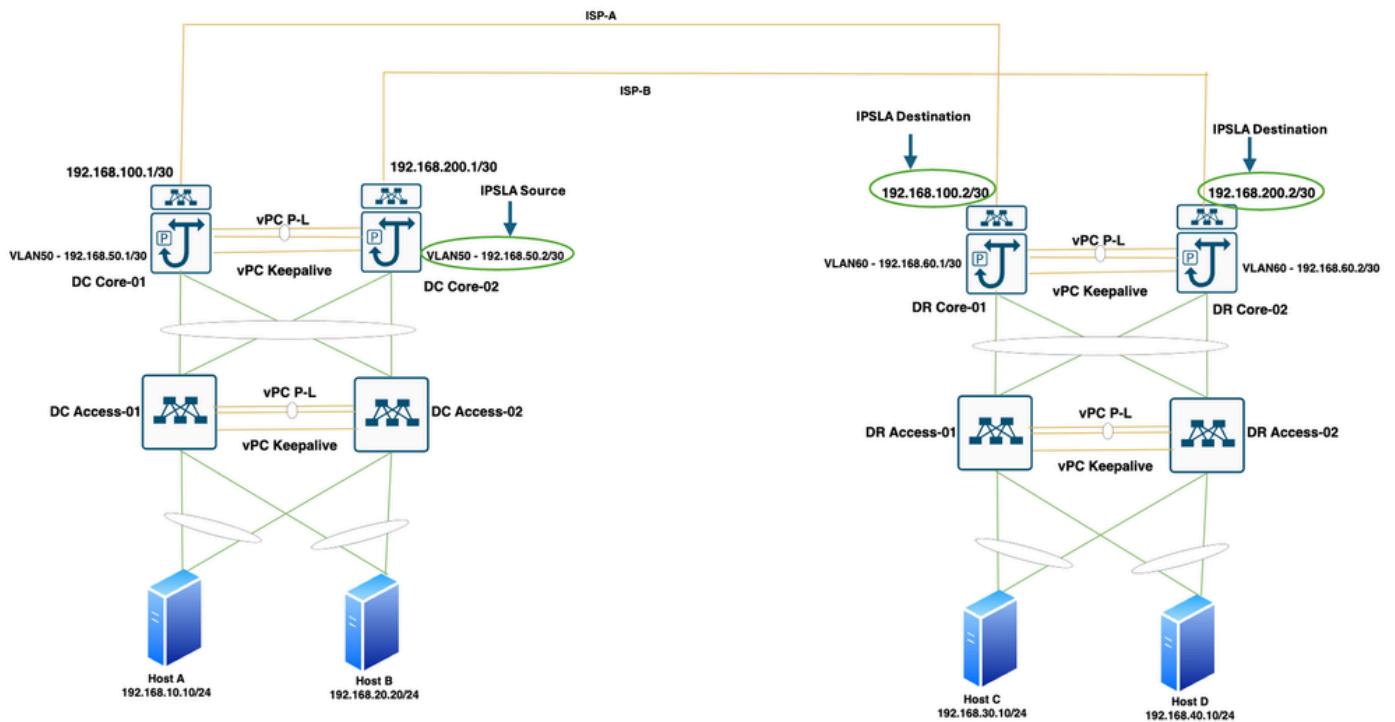 ISP-A
ISP-B
IPSLA Destination
IPSLA Destination
192.168.100.1/30
192.168.200.1/30
IPSLA Source
192.168.100.2/30
192.168.200.2/30
vPC P-L
P
P
VLAN50 - 192.168.50.1/30
VLAN50 - 192.168.50.2/30
vPC Keepalive
DC Core-01
DC Core-02
vPC P-L
P
P
VLAN60 - 192.168.60.1/30
VLAN60 - 192.168.60.2/30
vPC Keepalive
DR Core-01
DR Core-02
vPC P-L
DC Access-01
DC Access-02
vPC Keepalive
vPC P-L
DR Access-01
DR Access-02
vPC Keepalive
Host A
192.168.10.10/24
Host B
192.168.20.20/24
Host C
192.168.30.10/24
Host D
192.168.40.10/24